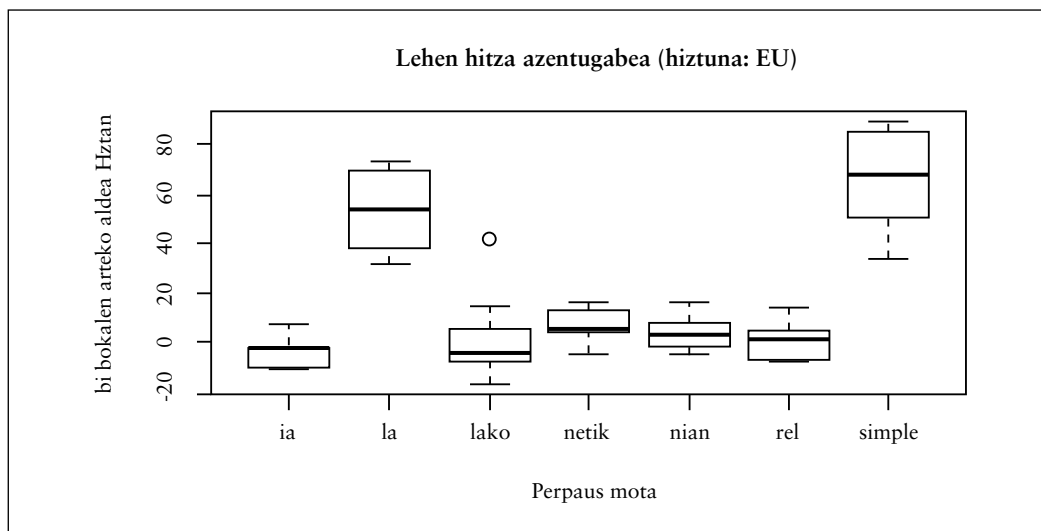 Lehen hitza azentugabea (hiztuna: EU)
bi bokalen arteko aldea Hztan
80
60
40
20
0
-20
ia la lako netik nian rel simple
Perpaus mota